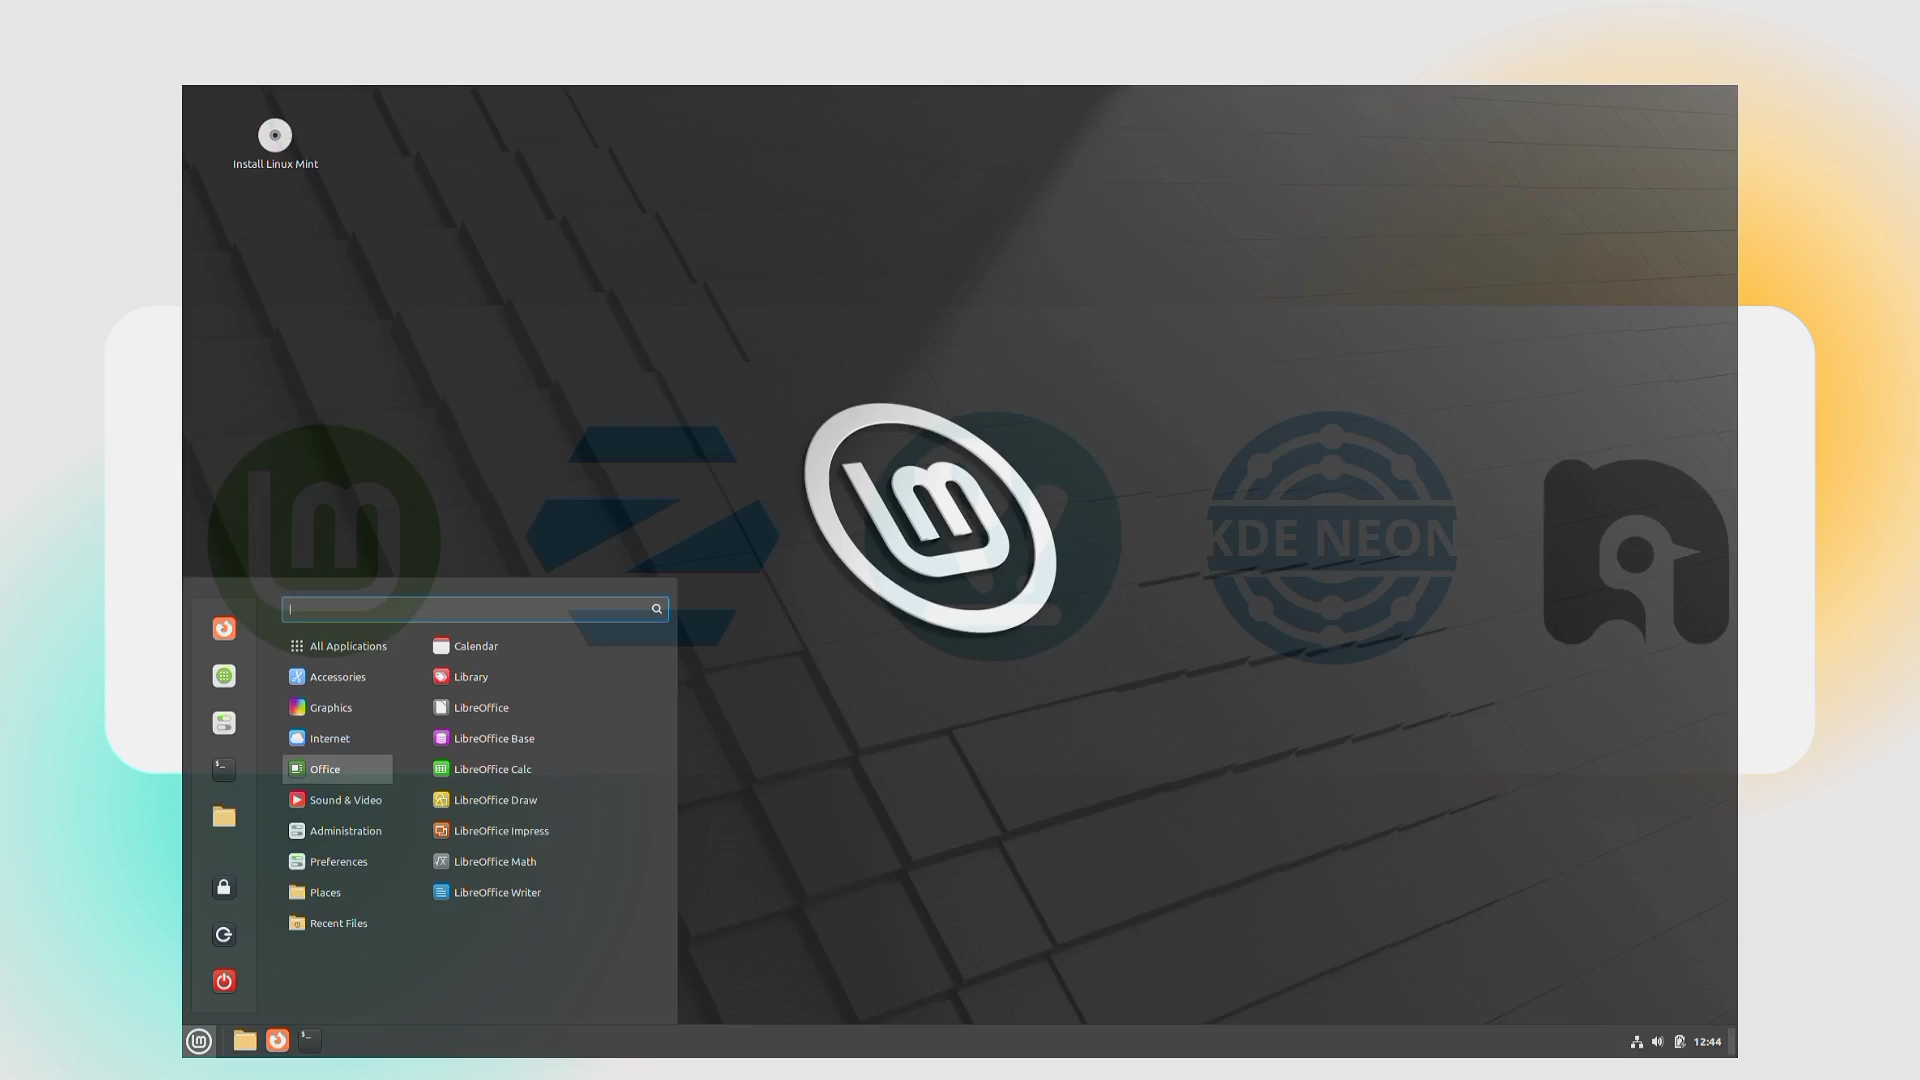 Install Linux Mint
KDE NEON
All Applications
Accessories
Graphics
Internet
Office
Sound & Video
Administration
Preferences
Places
Recent Files
Calendar
Library
LibreOffice
LibreOffice Base
LibreOffice Calc
LibreOffice Draw
LibreOffice Impress
LibreOffice Math
LibreOffice Writer
12:44